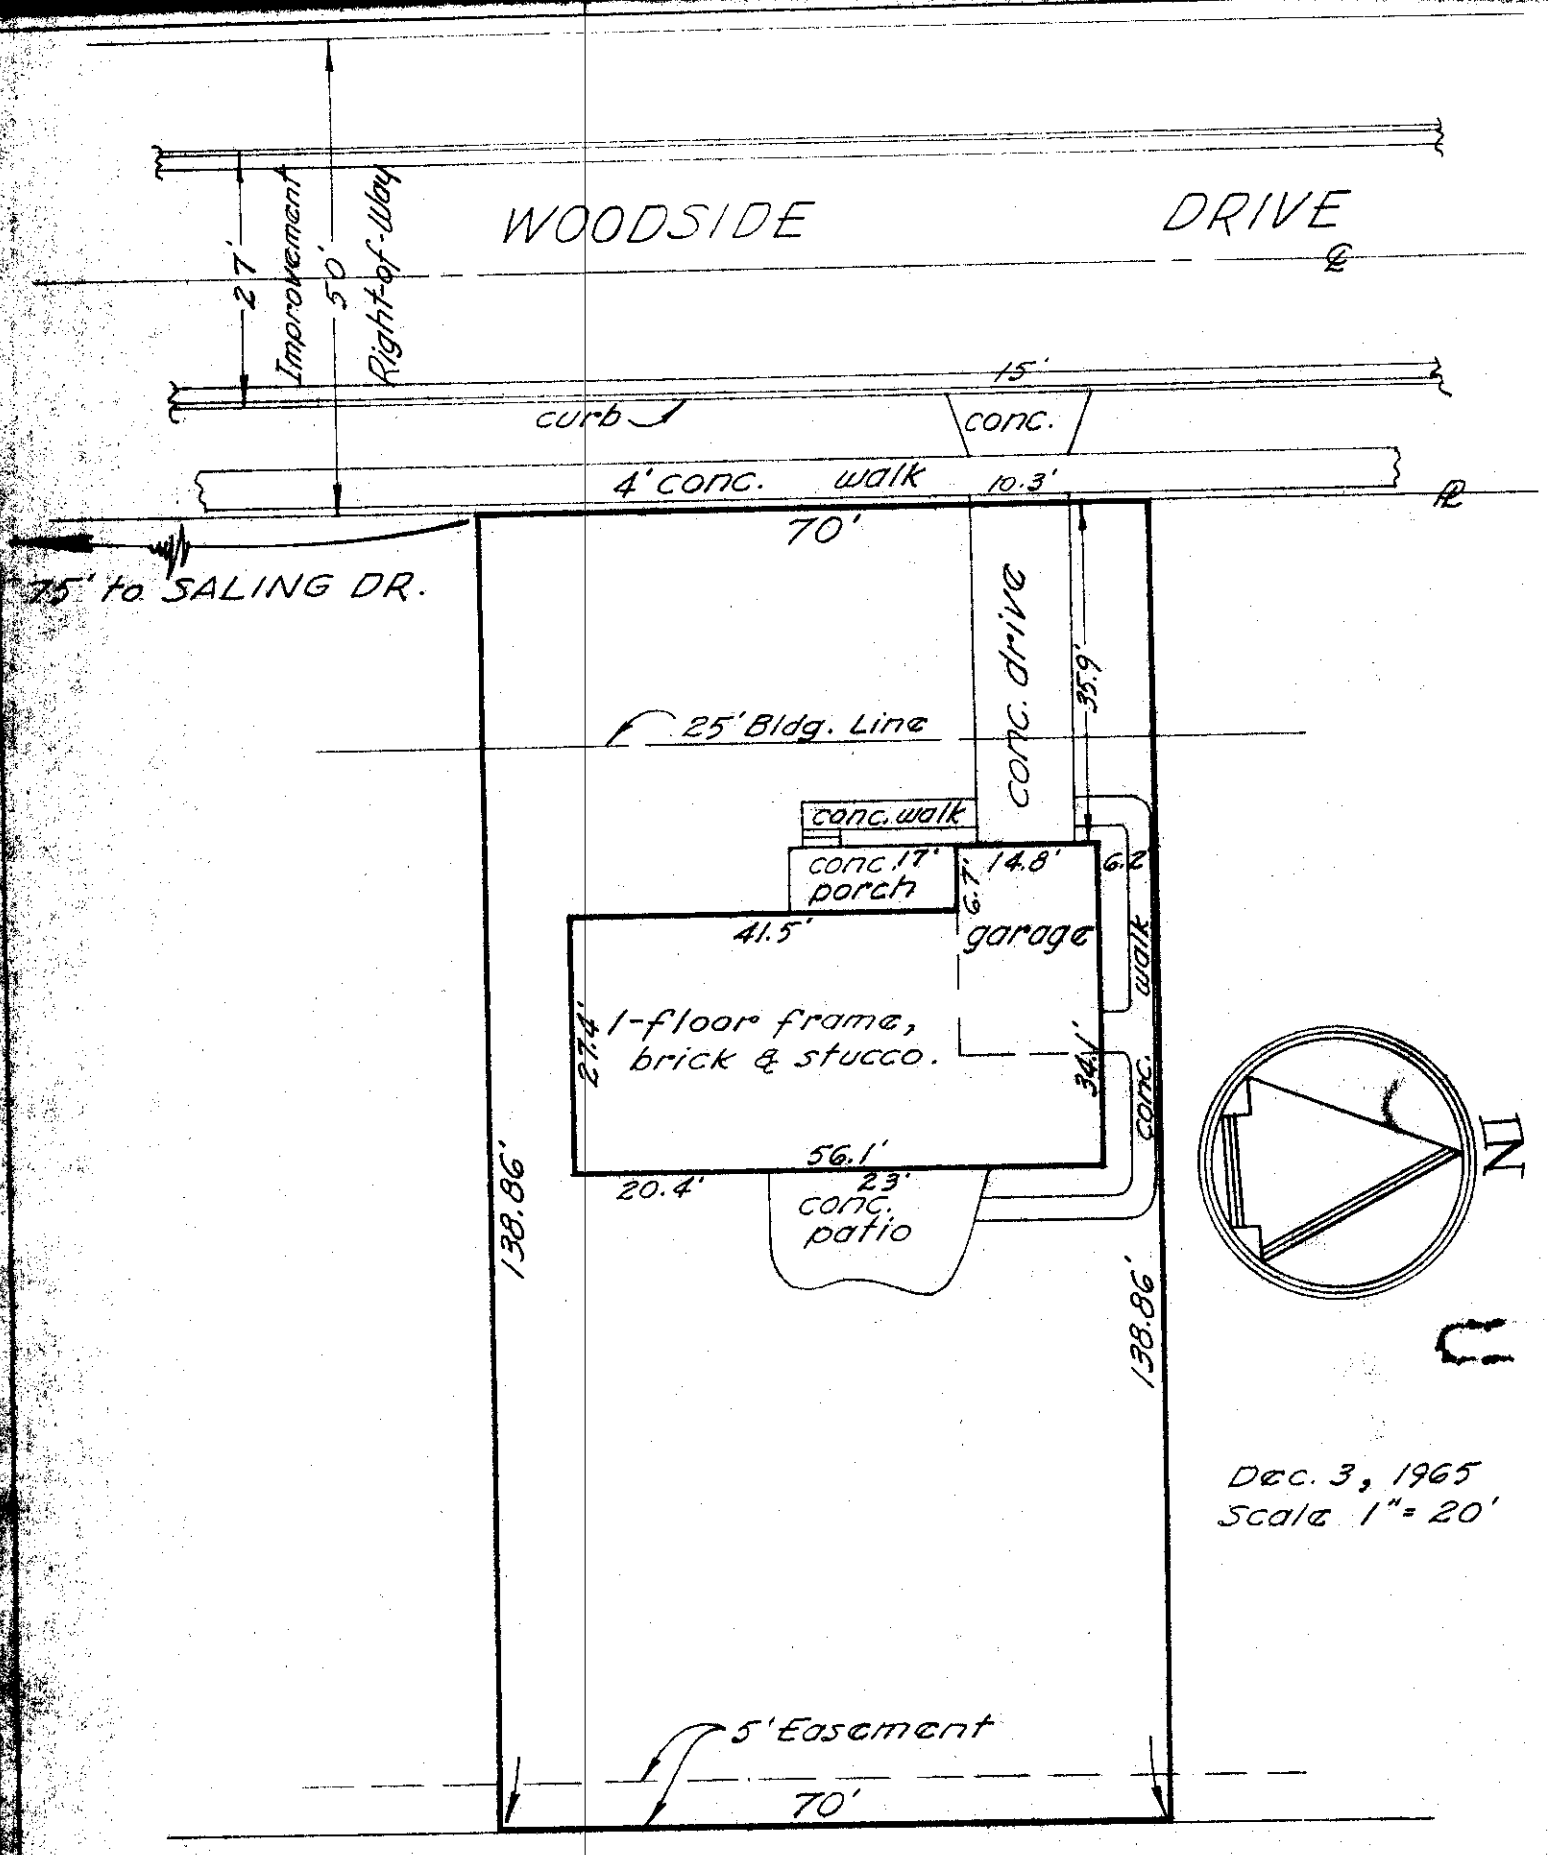 27'
Improvement
50'
Right-of-Way
WOODSIDE DRIVE
℄
15'
curb
conc.
4' conc. walk
10.3'
70'
PL
75' to SALING DR.
conc. drive
35.9'
25' Bldg. Line
conc. walk
conc. 17'
porch
6.7'
14.8'
6.2'
41.5'
garage
27.4'
1-floor frame,
brick & stucco.
34.1'
conc. walk
56.1'
20.4'
23'
conc.
patio
N
138.86'
138.86'
Dec. 3, 1965
Scale 1" = 20'
5' Easement
70'